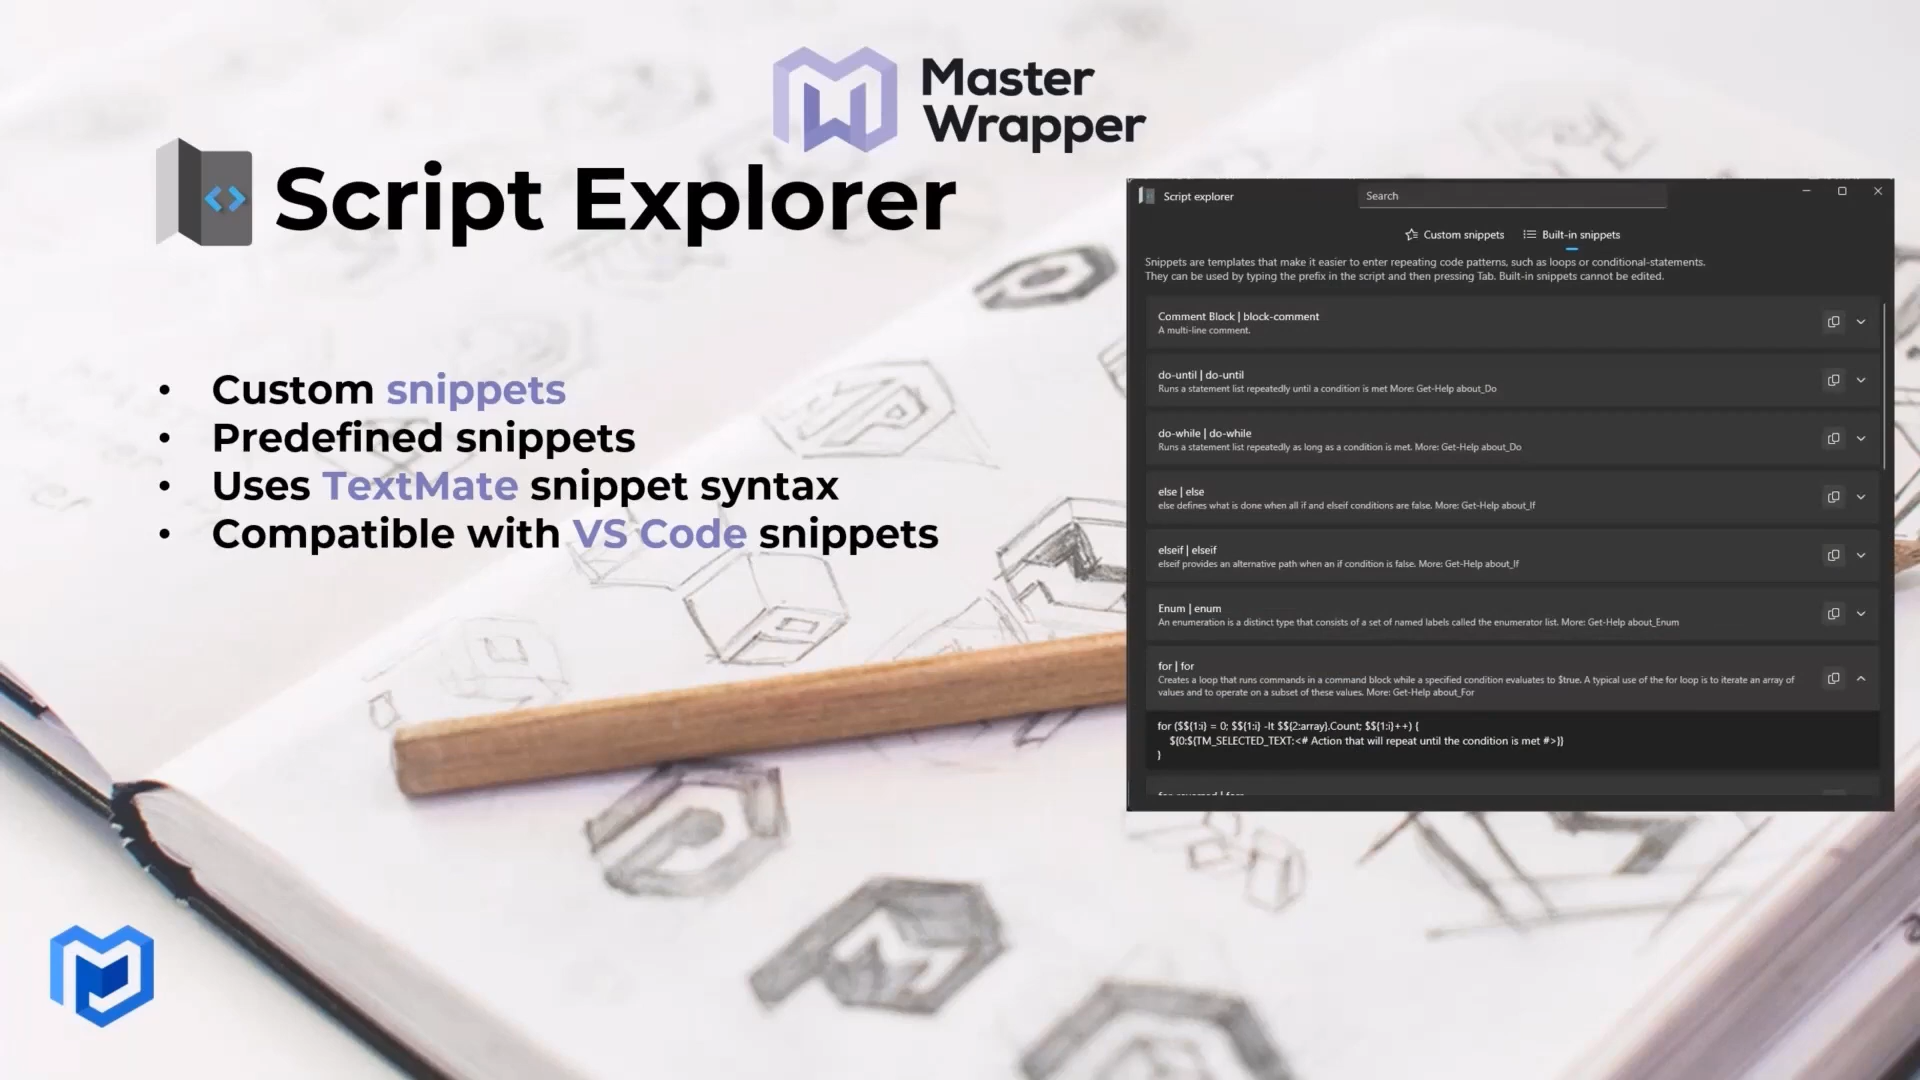 Master
Wrapper
Script Explorer
• Custom snippets
• Predefined snippets
• Uses TextMate snippet syntax
• Compatible with VS Code snippets
Script explorer
Search
Custom snippets
Built-in snippets
Snippets are templates that make it easier to enter repeating code patterns, such as loops or conditional-statements.
They can be used by typing the prefix in the script and then pressing Tab. Built-in snippets cannot be edited.
Comment Block | block-comment
A multi-line comment.
do-until | do-until
Runs a statement list repeatedly until a condition is met More: Get-Help about_Do
do-while | do-while
Runs a statement list repeatedly as long as a condition is met. More: Get-Help about_Do
else | else
else defines what is done when all if and elseif conditions are false. More: Get-Help about_If
elseif | elseif
elseif provides an alternative path when an if condition is false. More: Get-Help about_If
Enum | enum
An enumeration is a distinct type that consists of a set of named labels called the enumerator list. More: Get-Help about_Enum
for | for
Creates a loop that runs commands in a command block while a specified condition evaluates to $true. A typical use of the for loop is to iterate an array of
values and to operate on a subset of these values. More: Get-Help about_For
for ($${1:i} = 0; $${1:i} -lt $${2:array}.Count; $${1:i}++) {
${0:${TM_SELECTED_TEXT:<# Action that will repeat until the condition is met #>}}
}